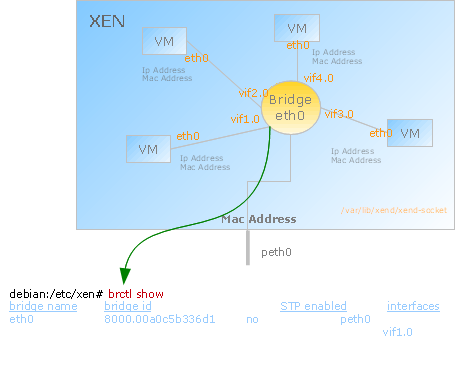 XEN
VM
eth0
Ip Address
Mac Address
VM
eth0
Ip Address
Mac Address
vif2.0
vif4.0
Bridge
eth0
vif1.0
vif3.0
VM
eth0
Ip Address
Mac Address
eth0
VM
Ip Address
Mac Address
/var/lib/xend/xend-socket
Mac Address
peth0
debian:/etc/xen# brctl show
bridge name bridge id STP enabled interfaces
eth0 8000.00a0c5b336d1 no peth0
vif1.0